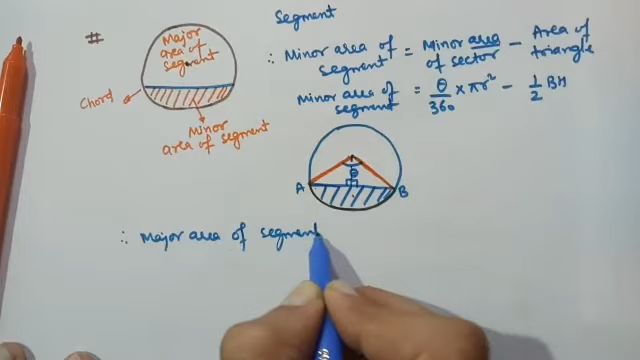 Segment
#
Major
area of
segment
Chord
Minor
area of segment
∴ Minor area of segment = Minor area of sector - Area of triangle
Minor area of segment = θ/360 × πr² - 1/2 BH
θ
A B
∴ Major area of segment